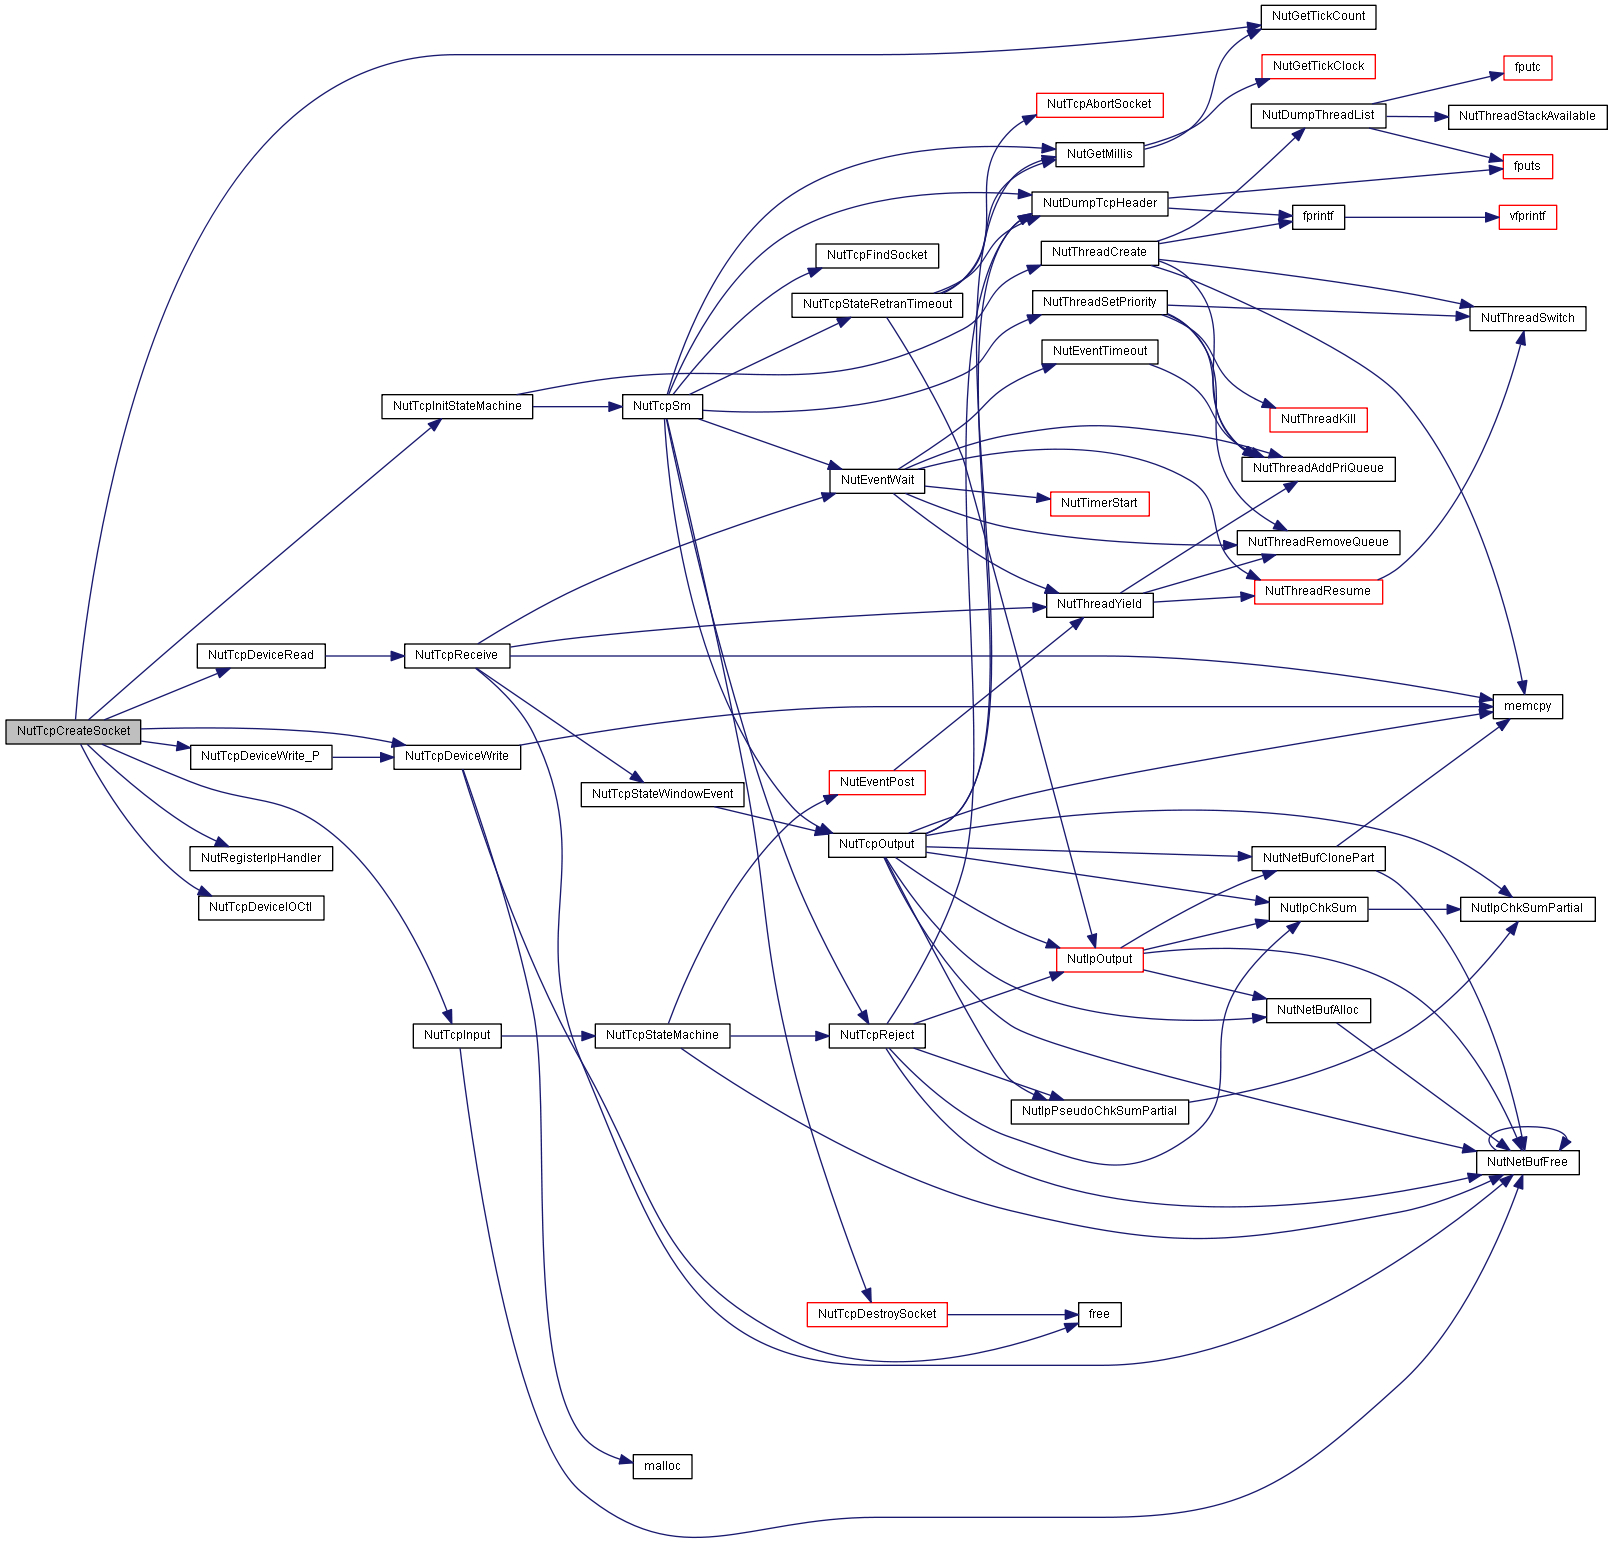 NutGetTickCount
NutGetTickClock
fputc
NutTcpAbortSocket
NutDumpThreadList
NutThreadStackAvailable
NutGetMillis
fputs
NutDumpTcpHeader
fprintf
vfprintf
NutTcpFindSocket
NutThreadCreate
NutTcpStateRetranTimeout
NutThreadSetPriority
NutThreadSwitch
NutEventTimeout
NutTcpInitStateMachine
NutTcpSm
NutThreadKill
NutThreadAddPriQueue
NutEventWait
NutTimerStart
NutThreadRemoveQueue
NutThreadResume
NutThreadYield
NutTcpDeviceRead
NutTcpReceive
memcpy
NutTcpCreateSocket
NutTcpDeviceWrite_P
NutTcpDeviceWrite
NutEventPost
NutTcpStateWindowEvent
NutTcpOutput
NutRegisterIpHandler
NutNetBufClonePart
NutTcpDeviceIOCtl
NutIpChkSum
NutIpChkSumPartial
NutIpOutput
NutNetBufAlloc
NutTcpInput
NutTcpStateMachine
NutTcpReject
NutIpPseudoChkSumPartial
NutNetBufFree
NutTcpDestroySocket
free
malloc